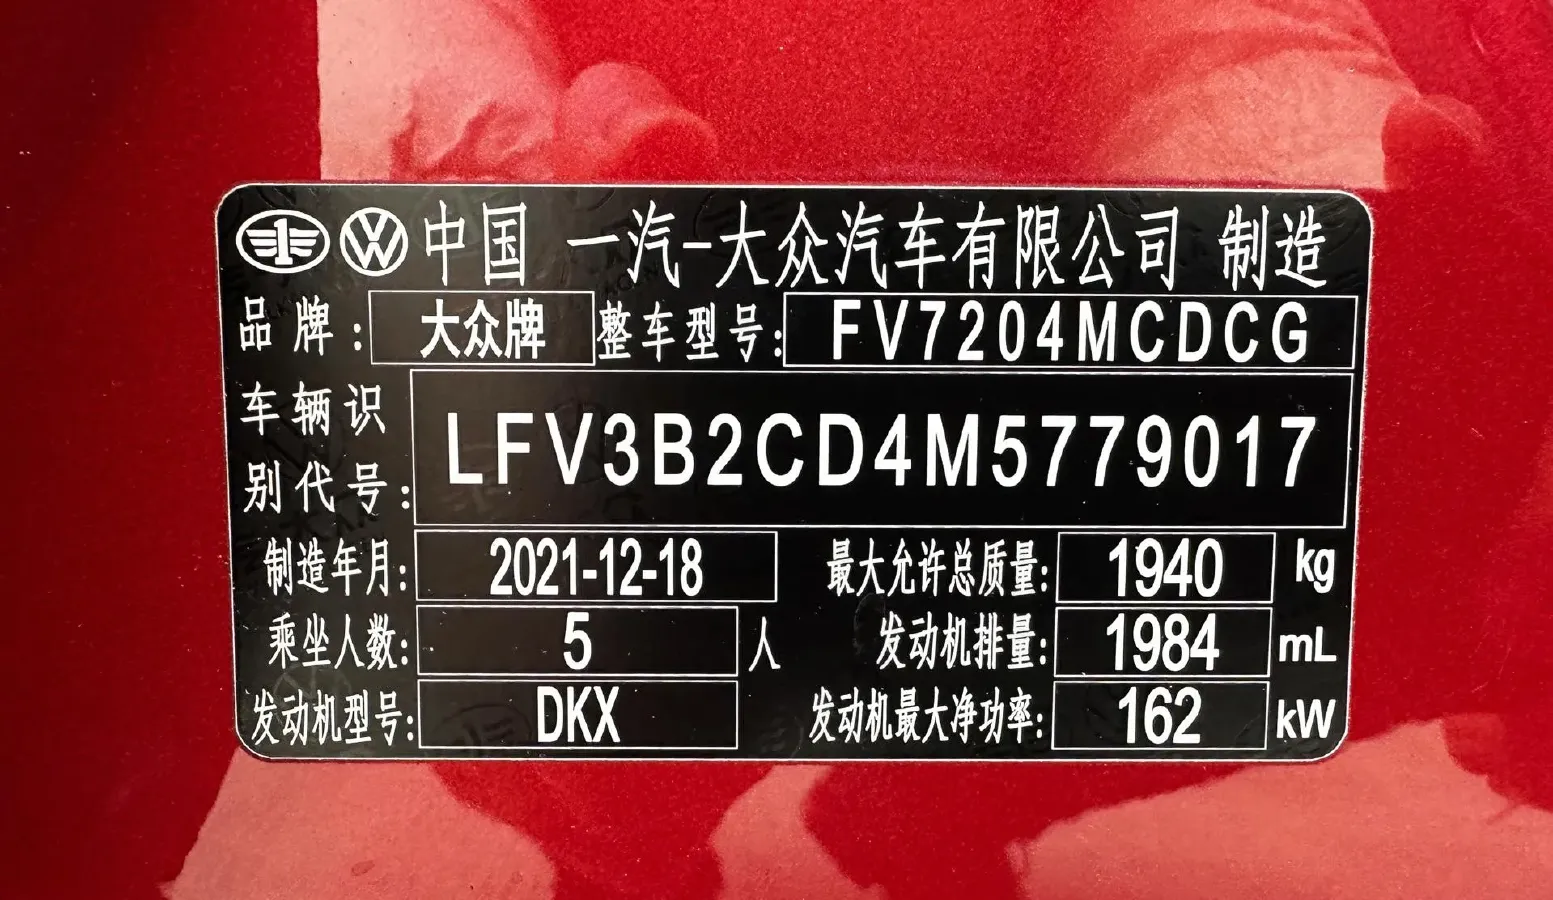 中国 一汽-大众汽车有限公司 制造
品牌: 大众牌 整车型号: FV7204MCDCG
车辆识
别代号: LFV3B2CD4M5779017
制造年月: 2021-12-18 最大允许总质量: 1940 kg
乘坐人数: 5 人 发动机排量: 1984 mL
发动机型号: DKX 发动机最大净功率: 162 kW